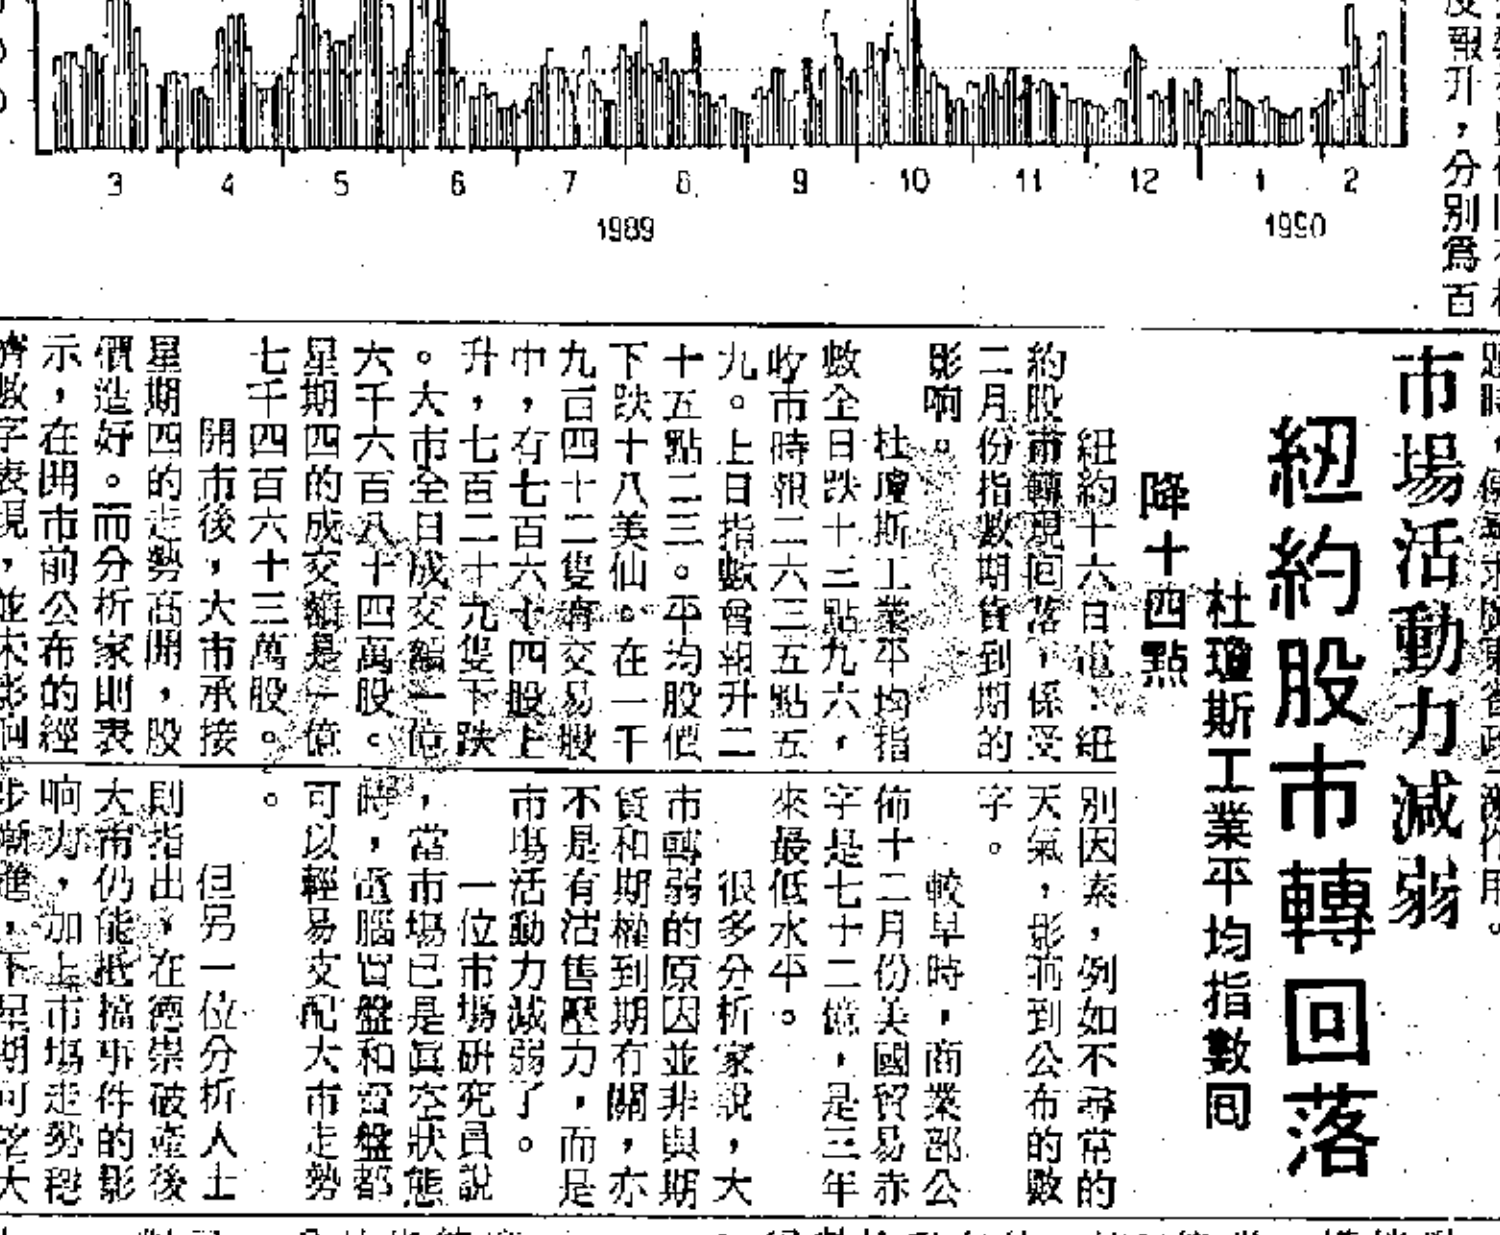 3 4 5 6 7 8 9 10 11 12 1 2
1989 1990
報升，分別爲百
市場活動力減弱
紐約股市轉回落
杜瓊斯工業平均指數回
降十四點
紐約十六日電：紐
約股市轉現回落，係受
二月份指數期貨到期的
影响。
杜瓊斯工業平均指
數全日跌十三點九六，
收市時報二六三五點五
九。上日指數曾報升二
十五點二三。平均股價
下跌十八美仙。在一千
九百四十二隻有交易股
中，有七百六十四股上
升，七百二十九隻下跌
。大市全日成交額一億
六千六百八十四萬股。
星期四的成交額是一億
七千四百六十三萬股。
開市後，大市承接
星期四的走勢高開，股
價造好。而分析家則表
示，在開市前公布的經
濟數字表現，並未影响
別因素，例如不尋常的
天氣，影响到公布的數
字。
較早時，商業部公
佈十二月份美國貿易赤
字是七十二億，是三年
來最低水平。
很多分析家說，大
市轉弱的原因並非與期
貨和期權到期有關，亦
不是有沽售壓力，而是
市場活動力減弱了。
一位市場研究員說
，當市場已是眞空狀態
時，電腦買盤和賣盤都
可以輕易支配大市走勢
。
但另一位分析人士
則指出，在德崇破產後
大市仍能抵擋事件的影
响力，加上市場走勢穩
步漸進，下星期可望大